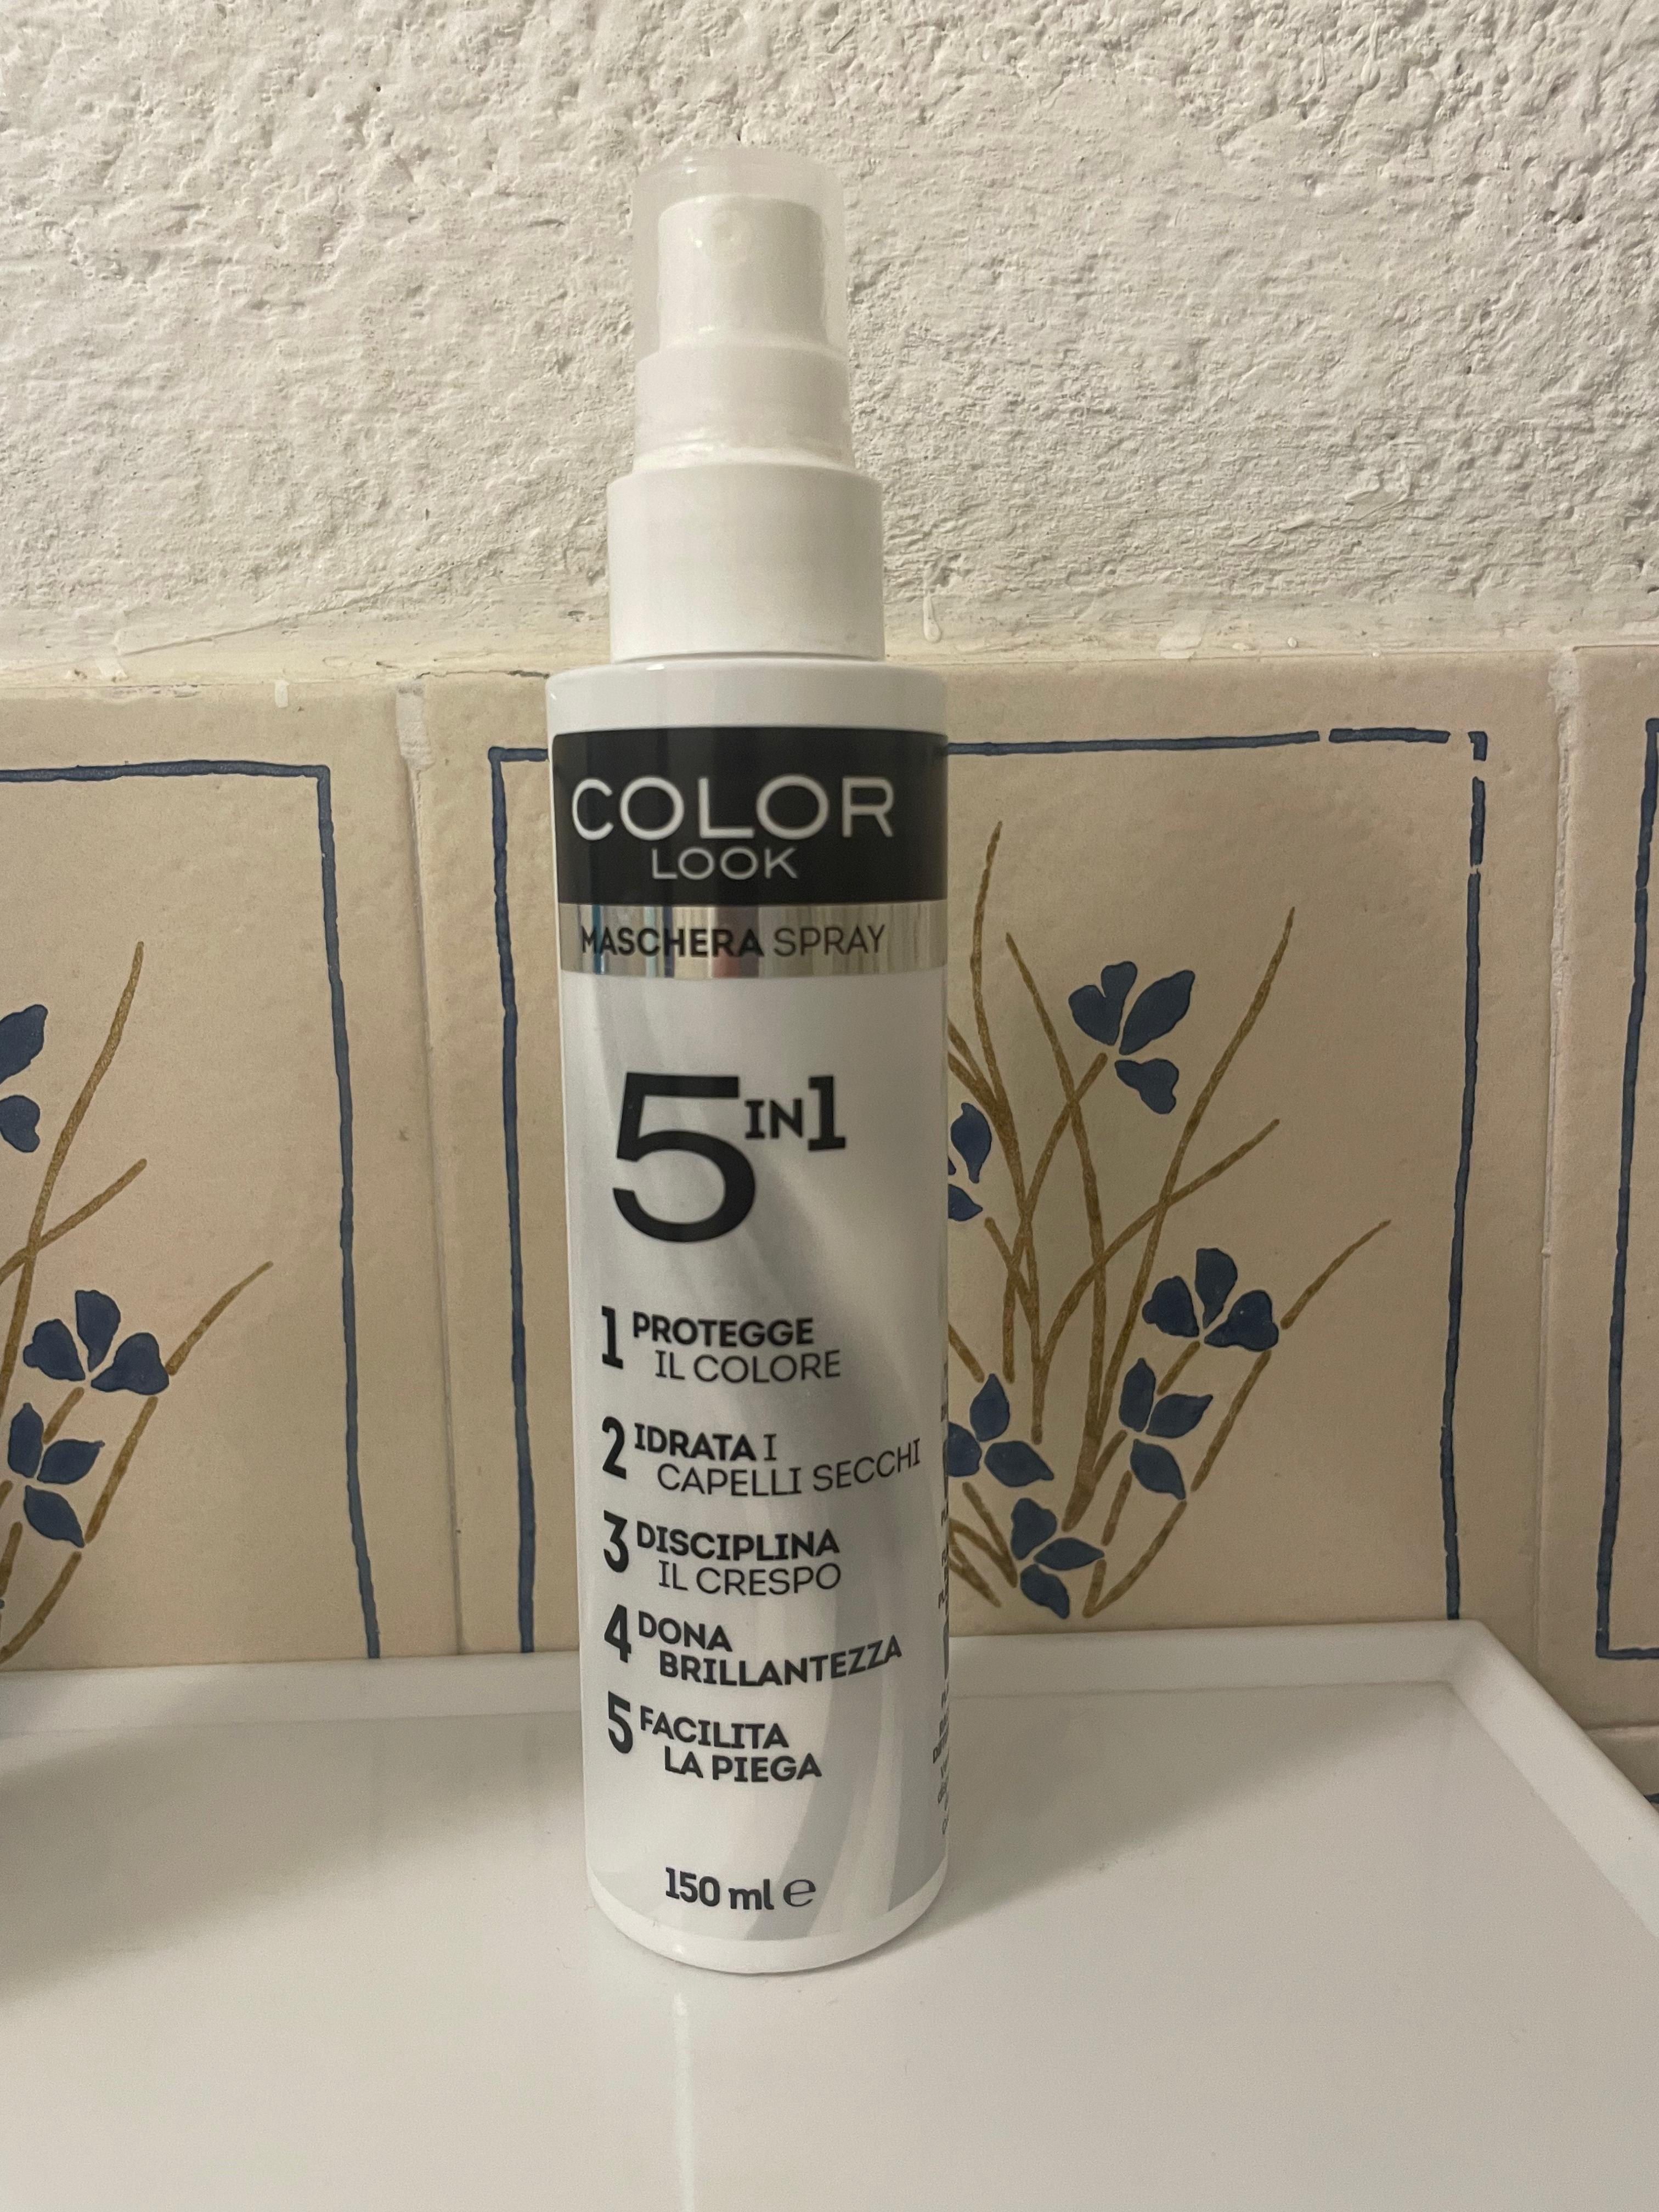 COLOR
LOOK
MASCHERA SPRAY
5 IN 1
1 PROTEGGE
IL COLORE
2 IDRATA I
CAPELLI SECCHI
3 DISCIPLINA
IL CRESPO
4 DONA
BRILLANTEZZA
5 FACILITA
LA PIEGA
150 ml ℮